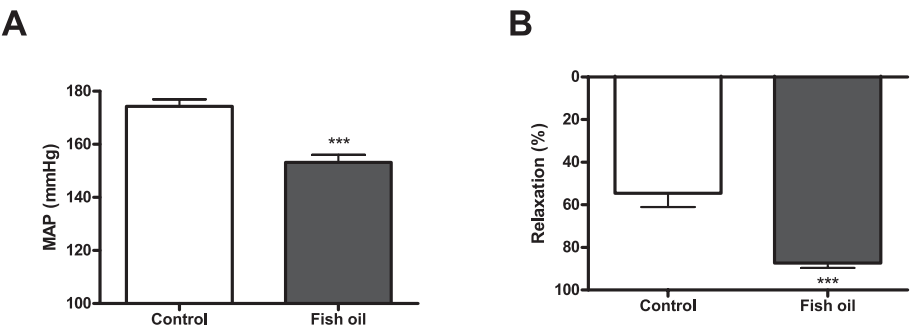 A
MAP (mmHg)
180
160
140
120
100
***
Control
Fish oil
B
Relaxation (%)
0
20
40
60
80
100
***
Control
Fish oil